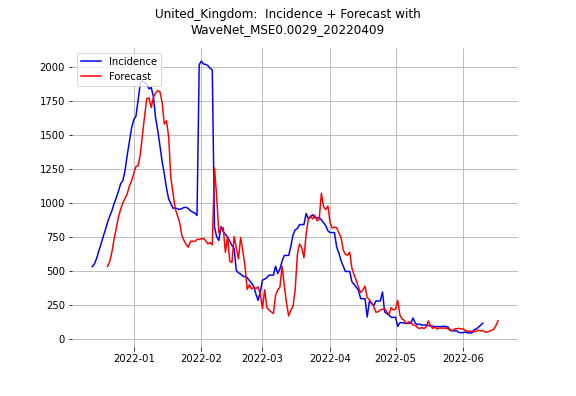 United_Kingdom:  Incidence + Forecast with
WaveNet_MSE0.0029_20220409
Incidence
Forecast
2000
1750
1500
1250
1000
750
500
250
0
2022-01 2022-02 2022-03 2022-04 2022-05 2022-06